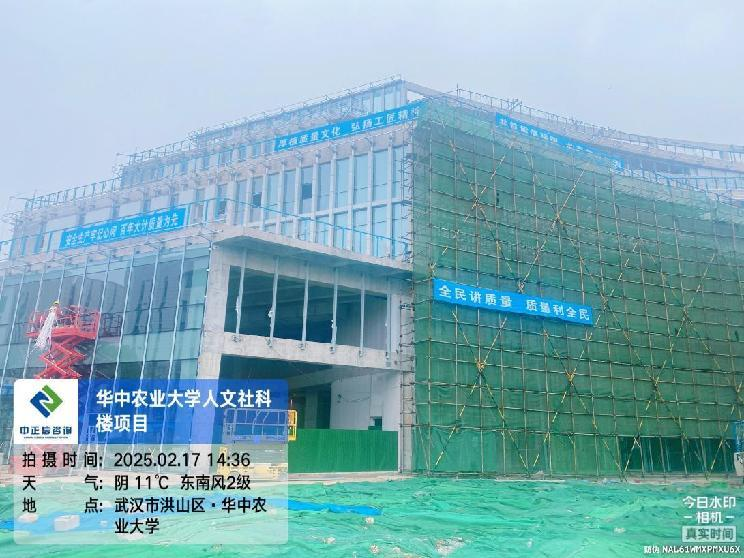 厚植质量文化 弘扬工匠精神
安全生产牢记心间 百年大计质量为先
全民讲质量 质量利全民
华中农业大学人文社科
楼项目
中正信咨询
拍摄时间: 2025.02.17 14:36
天 气: 阴 11℃ 东南风2级
地 点: 武汉市洪山区·华中农
业大学
今日水印
-相机-
真实时间
防伪 NAL61WMXPMXU6X